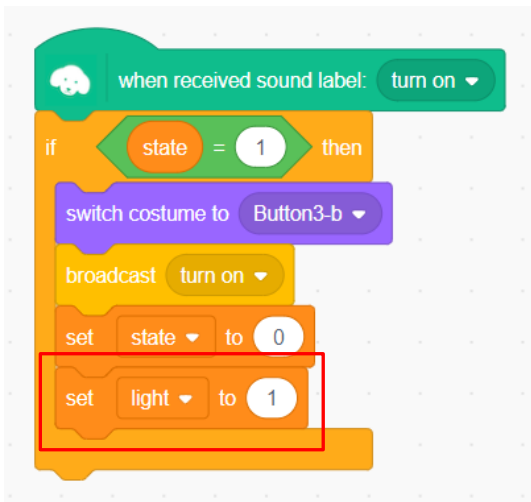 when received sound label: turn on
if state = 1 then
switch costume to Button3-b
broadcast turn on
set state to 0
set light to 1